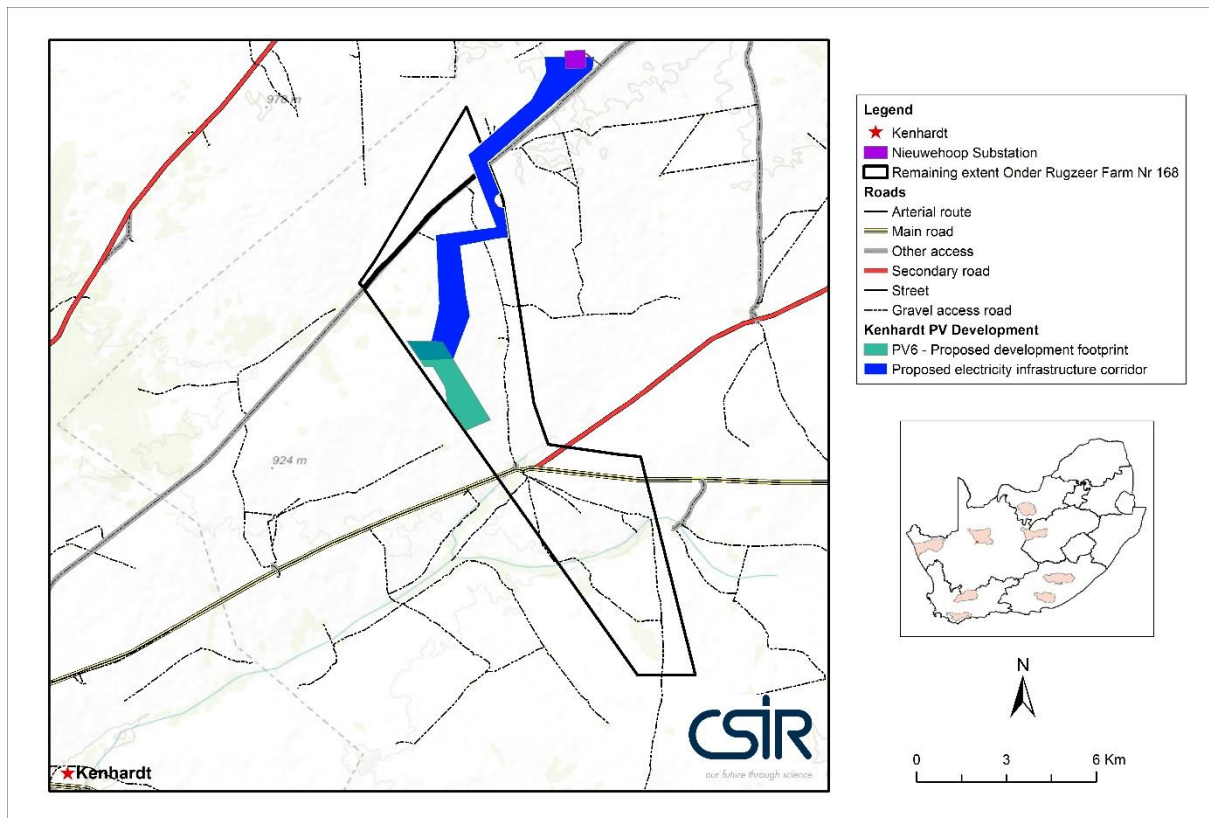 978 m
924 m
Kenhardt
CSIR
our future through science
Legend
Kenhardt
Nieuwehoop Substation
Remaining extent Onder Rugzeer Farm Nr 168
Roads
Arterial route
Main road
Other access
Secondary road
Street
Gravel access road
Kenhardt PV Development
PV6 - Proposed development footprint
Proposed electricity infrastructure corridor
N
0 3 6 Km